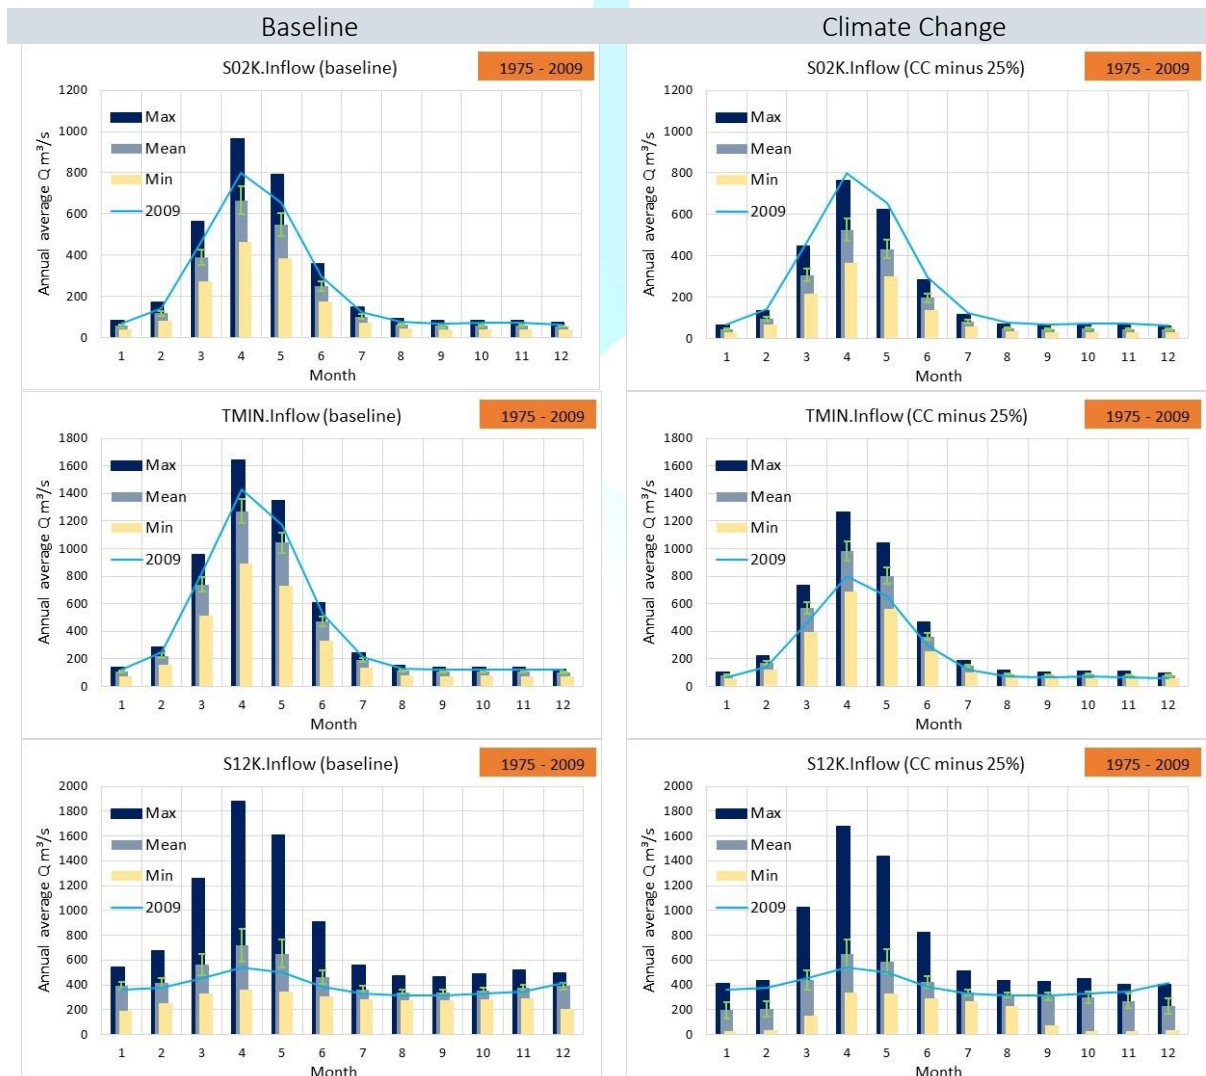 Baseline
Climate Change
S02K.Inflow (baseline)
1975 - 2009
Annual average Q m³/s
1200
1000
800
600
400
200
0
Max
Mean
Min
2009
1 2 3 4 5 6 7 8 9 10 11 12
Month
S02K.Inflow (CC minus 25%)
1975 - 2009
Annual average Q m³/s
1200
1000
800
600
400
200
0
Max
Mean
Min
2009
1 2 3 4 5 6 7 8 9 10 11 12
Month
TMIN.Inflow (baseline)
1975 - 2009
Annual average Q m³/s
1800
1600
1400
1200
1000
800
600
400
200
0
Max
Mean
Min
2009
1 2 3 4 5 6 7 8 9 10 11 12
Month
TMIN.Inflow (CC minus 25%)
1975 - 2009
Annual average Q m³/s
1800
1600
1400
1200
1000
800
600
400
200
0
Max
Mean
Min
2009
1 2 3 4 5 6 7 8 9 10 11 12
Month
S12K.Inflow (baseline)
1975 - 2009
Annual average Q m³/s
2000
1800
1600
1400
1200
1000
800
600
400
200
0
Max
Mean
Min
2009
1 2 3 4 5 6 7 8 9 10 11 12
Month
S12K.Inflow (CC minus 25%)
1975 - 2009
Annual average Q m³/s
2000
1800
1600
1400
1200
1000
800
600
400
200
0
Max
Mean
Min
2009
1 2 3 4 5 6 7 8 9 10 11 12
Month